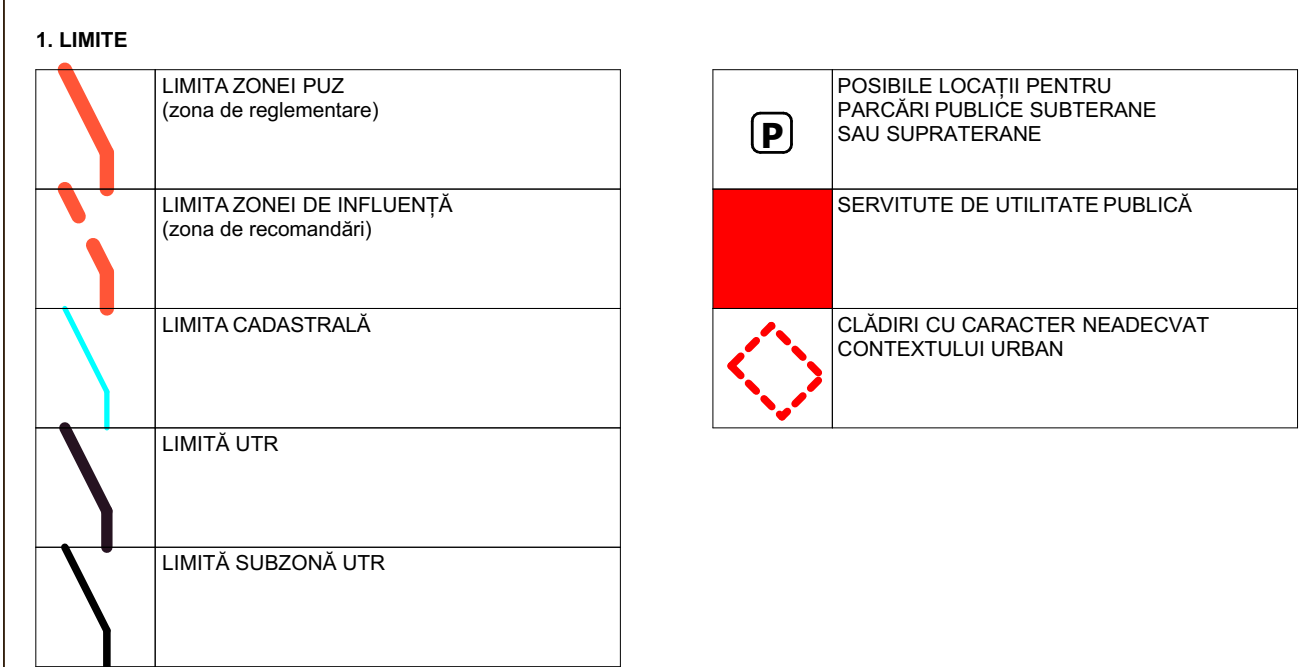 1. LIMITE
LIMITA ZONEI PUZ
(zona de reglementare)
LIMITA ZONEI DE INFLUENȚĂ
(zona de recomandări)
LIMITA CADASTRALĂ
LIMITĂ UTR
LIMITĂ SUBZONĂ UTR
P
POSIBILE LOCAȚII PENTRU
PARCĂRI PUBLICE SUBTERANE
SAU SUPRATERANE
SERVITUTE DE UTILITATE PUBLICĂ
CLĂDIRI CU CARACTER NEADECVAT
CONTEXTULUI URBAN